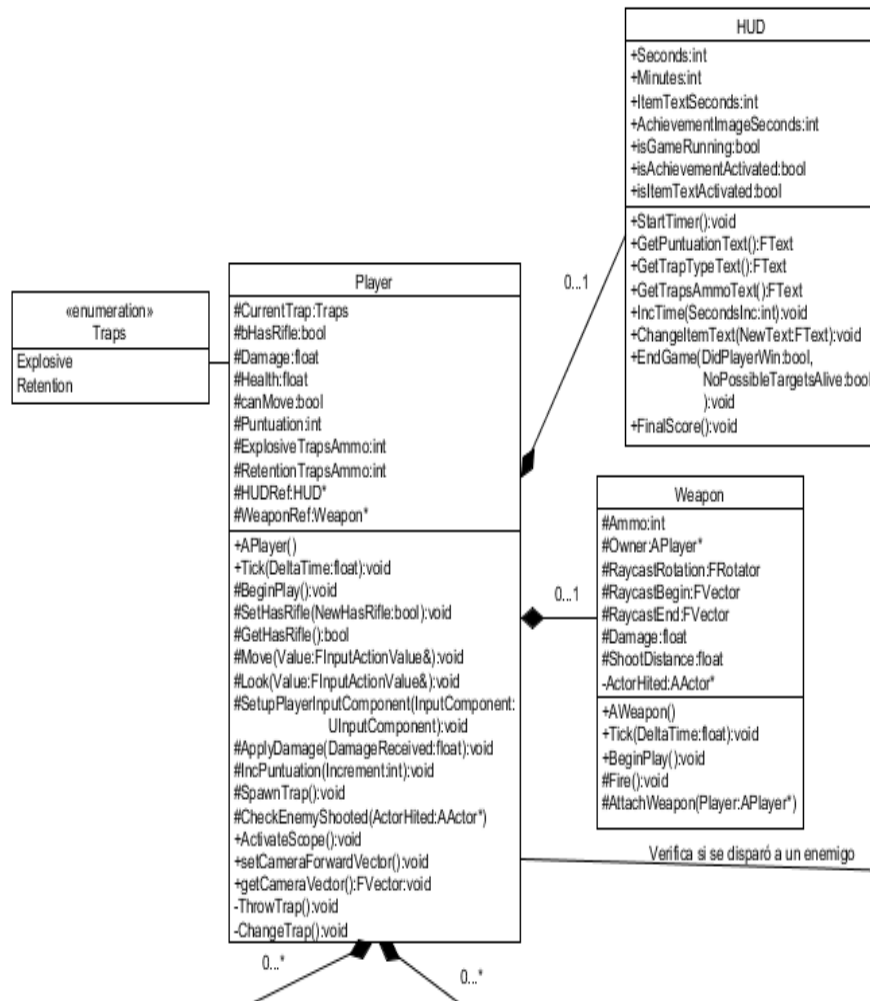 HUD
+Seconds:int
+Minutes:int
+ItemTextSeconds:int
+AchievementImageSeconds:int
+isGameRunning:bool
+isAchievementActivated:bool
+isItemTextActivated:bool
+StartTimer():void
+GetPuntuationText():FText
+GetTrapTypeText():FText
+GetTrapsAmmoText():FText
+IncTime(SecondsInc:int):void
+ChangeItemText(NewText:FText):void
+EndGame(DidPlayerWin:bool,
NoPossibleTargetsAlive:bool
):void
+FinalScore():void
0...1
«enumeration»
Traps
Explosive
Retention
Player
#CurrentTrap:Traps
#bHasRifle:bool
#Damage:float
#Health:float
#canMove:bool
#Puntuation:int
#ExplosiveTrapsAmmo:int
#RetentionTrapsAmmo:int
#HUDRef:HUD*
#WeaponRef:Weapon*
+APlayer()
+Tick(DeltaTime:float):void
#BeginPlay():void
#SetHasRifle(NewHasRifle:bool):void
#GetHasRifle():bool
#Move(Value:FInputActionValue&):void
#Look(Value:FInputActionValue&):void
#SetupPlayerInputComponent(InputComponent:
UInputComponent):void
#ApplyDamage(DamageReceived:float):void
#IncPuntuation(Increment:int):void
#SpawnTrap():void
#CheckEnemyShooted(ActorHited:AActor*)
+ActivateScope():void
+setCameraForwardVector():void
+getCameraVector():FVector:void
-ThrowTrap():void
-ChangeTrap():void
0...1
Weapon
#Ammo:int
#Owner:APlayer*
#RaycastRotation:FRotator
#RaycastBegin:FVector
#RaycastEnd:FVector
#Damage:float
#ShootDistance:float
-ActorHited:AActor*
+AWeapon()
+Tick(DeltaTime:float):void
+BeginPlay():void
#Fire():void
#AttachWeapon(Player:APlayer*)
Verifica si se disparó a un enemigo
0...*
0...*